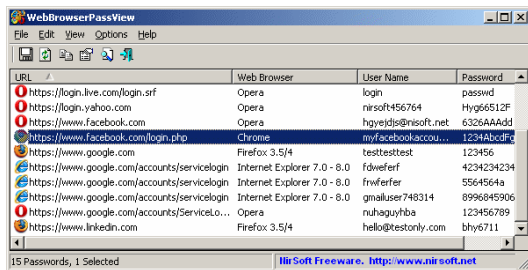 WebBrowserPassView
File Edit View Options Help
URL Web Browser User Name Password
https://login.live.com/login.srf Opera login passwd
https://login.yahoo.com Opera nirsoft456764 Hyg66512F
https://www.facebook.com Opera hgyejdjs@nisoft.net 6326AAAdd
https://www.facebook.com/login.php Chrome myfacebookaccou... 1234AbcdFg
https://www.google.com Firefox 3.5/4 testtesttest 123456
https://www.google.com/accounts/servicelogin Internet Explorer 7.0 - 8.0 fdweferf 4234234234
https://www.google.com/accounts/servicelogin Internet Explorer 7.0 - 8.0 frwferfer 5564564a
https://www.google.com/accounts/servicelogin Internet Explorer 7.0 - 8.0 gmailuser748314 8996845906
https://www.google.com/accounts/ServiceLo... Opera nuhaguyhba 123456789
https://www.linkedin.com Firefox 3.5/4 hello@testonly.com bhy6711
15 Passwords, 1 Selected NirSoft Freeware. http://www.nirsoft.net